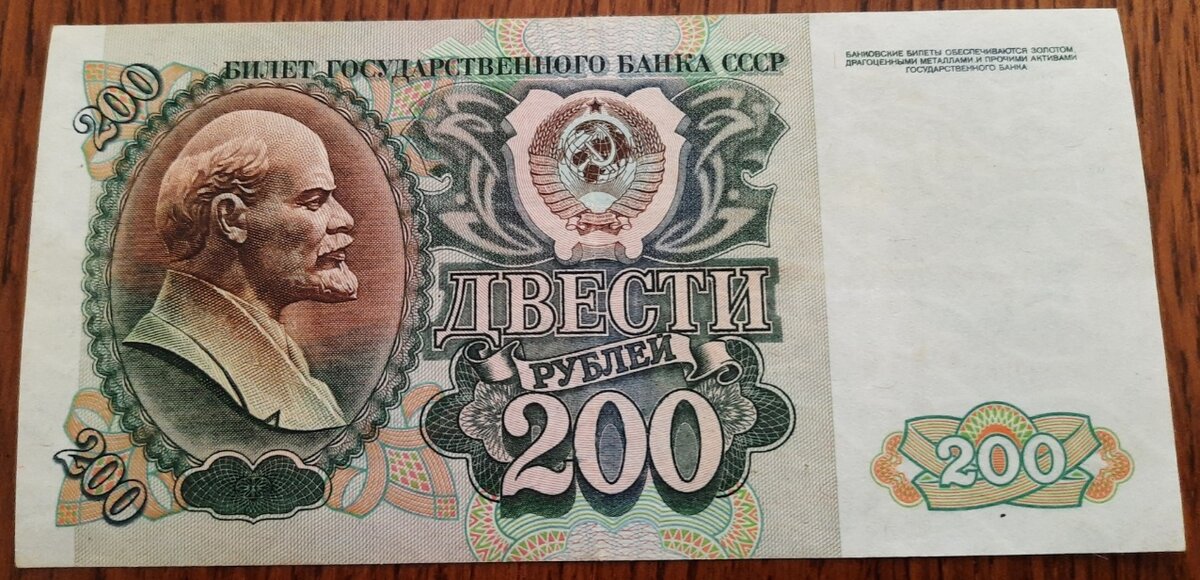 200
БИЛЕТ ГОСУДАРСТВЕННОГО БАНКА СССР
БАНКОВСКИЕ БИЛЕТЫ ОБЕСПЕЧИВАЮТСЯ ЗОЛОТОМ,
ДРАГОЦЕННЫМИ МЕТАЛЛАМИ И ПРОЧИМИ АКТИВАМИ
ГОСУДАРСТВЕННОГО БАНКА
ДВЕСТИ
РУБЛЕЙ
200
200
200